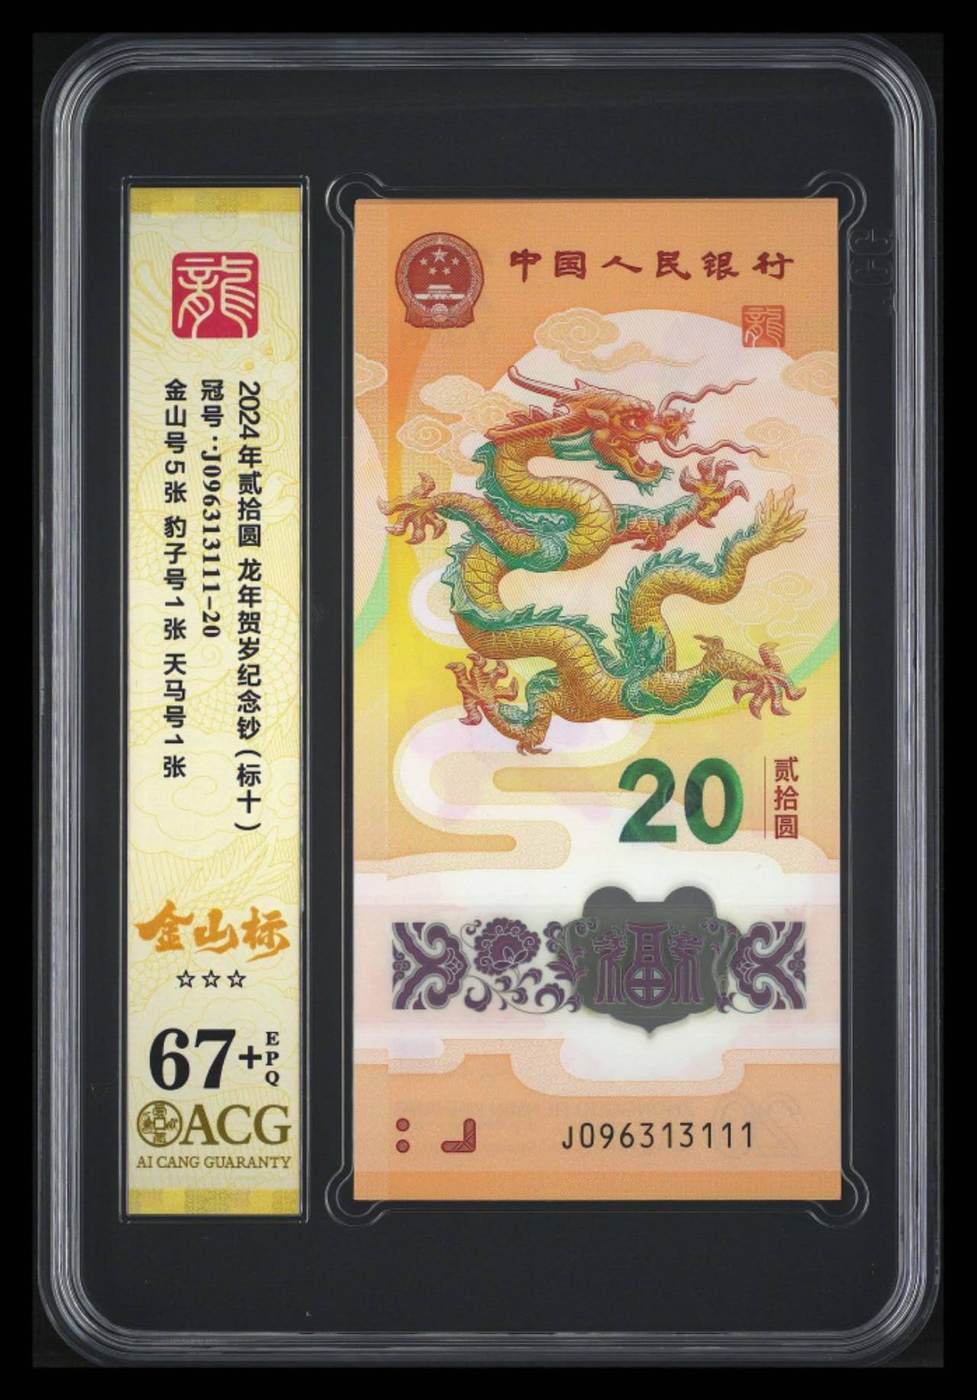 龍
2024年贰拾圆 龙年贺岁纪念钞(标十)
冠号:J096313111-20
金山号5张 豹子号1张 天马号1张
金山标
☆☆☆
67+
EPQ
ACG
AI CANG GUARANTY
中国人民银行
龍
20
贰拾圆
福
J096313111